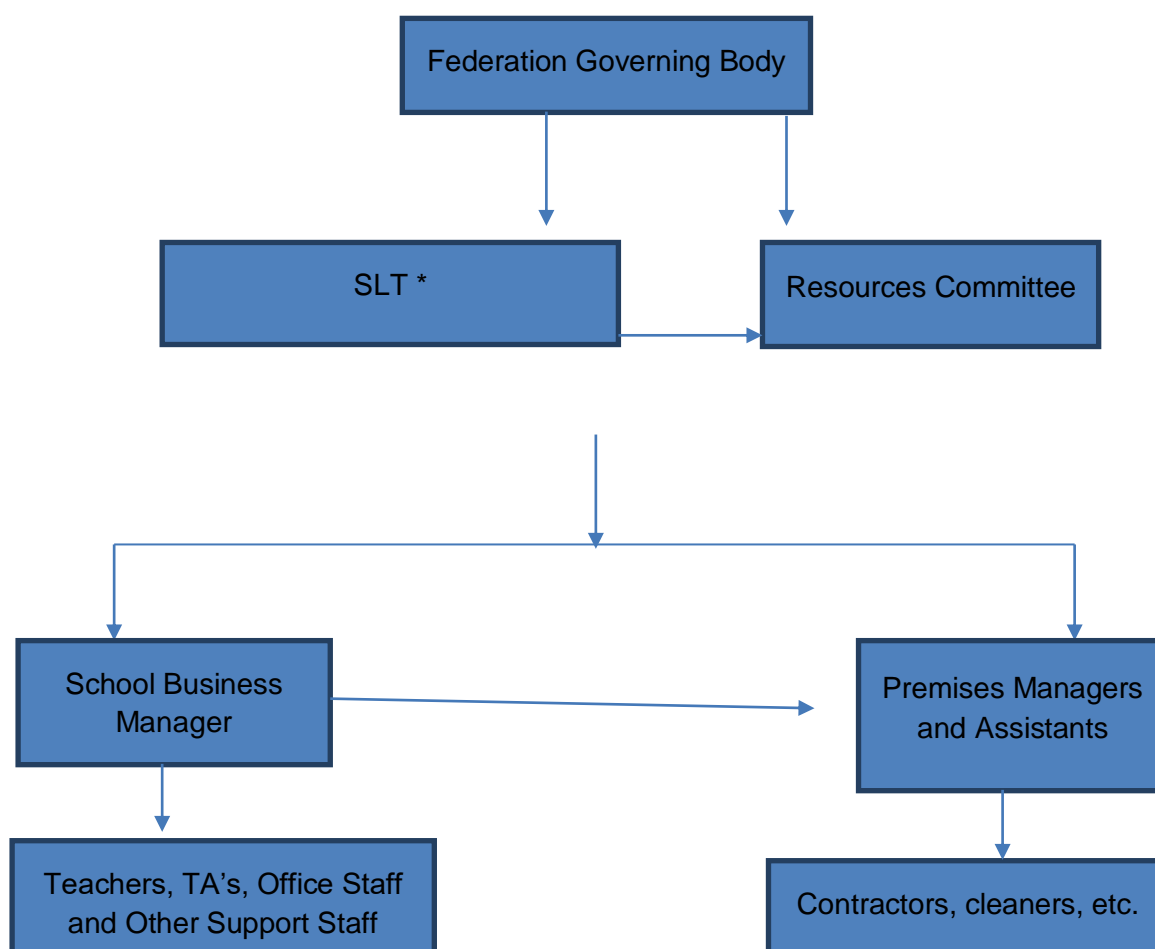 Federation Governing Body
SLT *
Resources Committee
School Business
Manager
Premises Managers
and Assistants
Teachers, TA’s, Office Staff
and Other Support Staff
Contractors, cleaners, etc.